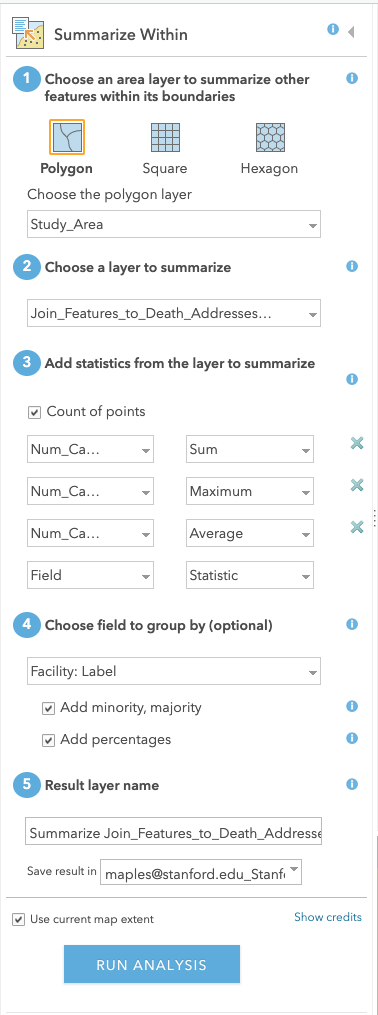 Summarize Within
1 Choose an area layer to summarize other
features within its boundaries
Polygon Square Hexagon
Choose the polygon layer
Study_Area
2 Choose a layer to summarize
Join_Features_to_Death_Addresses...
3 Add statistics from the layer to summarize
Count of points
Num_Ca... Sum
Num_Ca... Maximum
Num_Ca... Average
Field Statistic
4 Choose field to group by (optional)
Facility: Label
Add minority, majority
Add percentages
5 Result layer name
Summarize Join_Features_to_Death_Addresse
Save result in maples@stanford.edu_Stanf
Use current map extent Show credits
RUN ANALYSIS